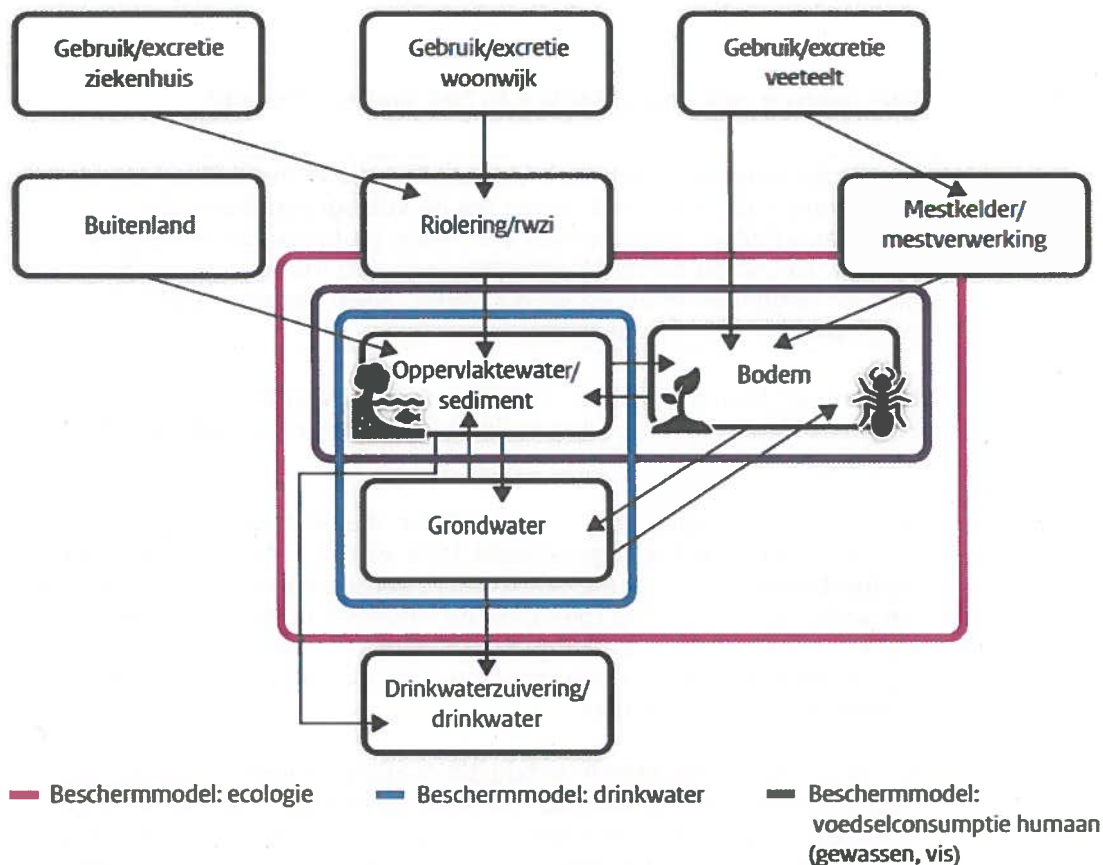 Gebruik/excretie
ziekenhuis
Gebruik/excretie
woonwijk
Gebruik/excretie
veeteelt
Buitenland
Riolering/rwzi
Mestkelder/
mestverwerking
Oppervlaktewater/
sediment
Bodem
Grondwater
Drinkwaterzuivering/
drinkwater
Beschermmodel: ecologie
Beschermmodel: drinkwater
Beschermmodel:
voedselconsumptie humaan
(gewassen, vis)